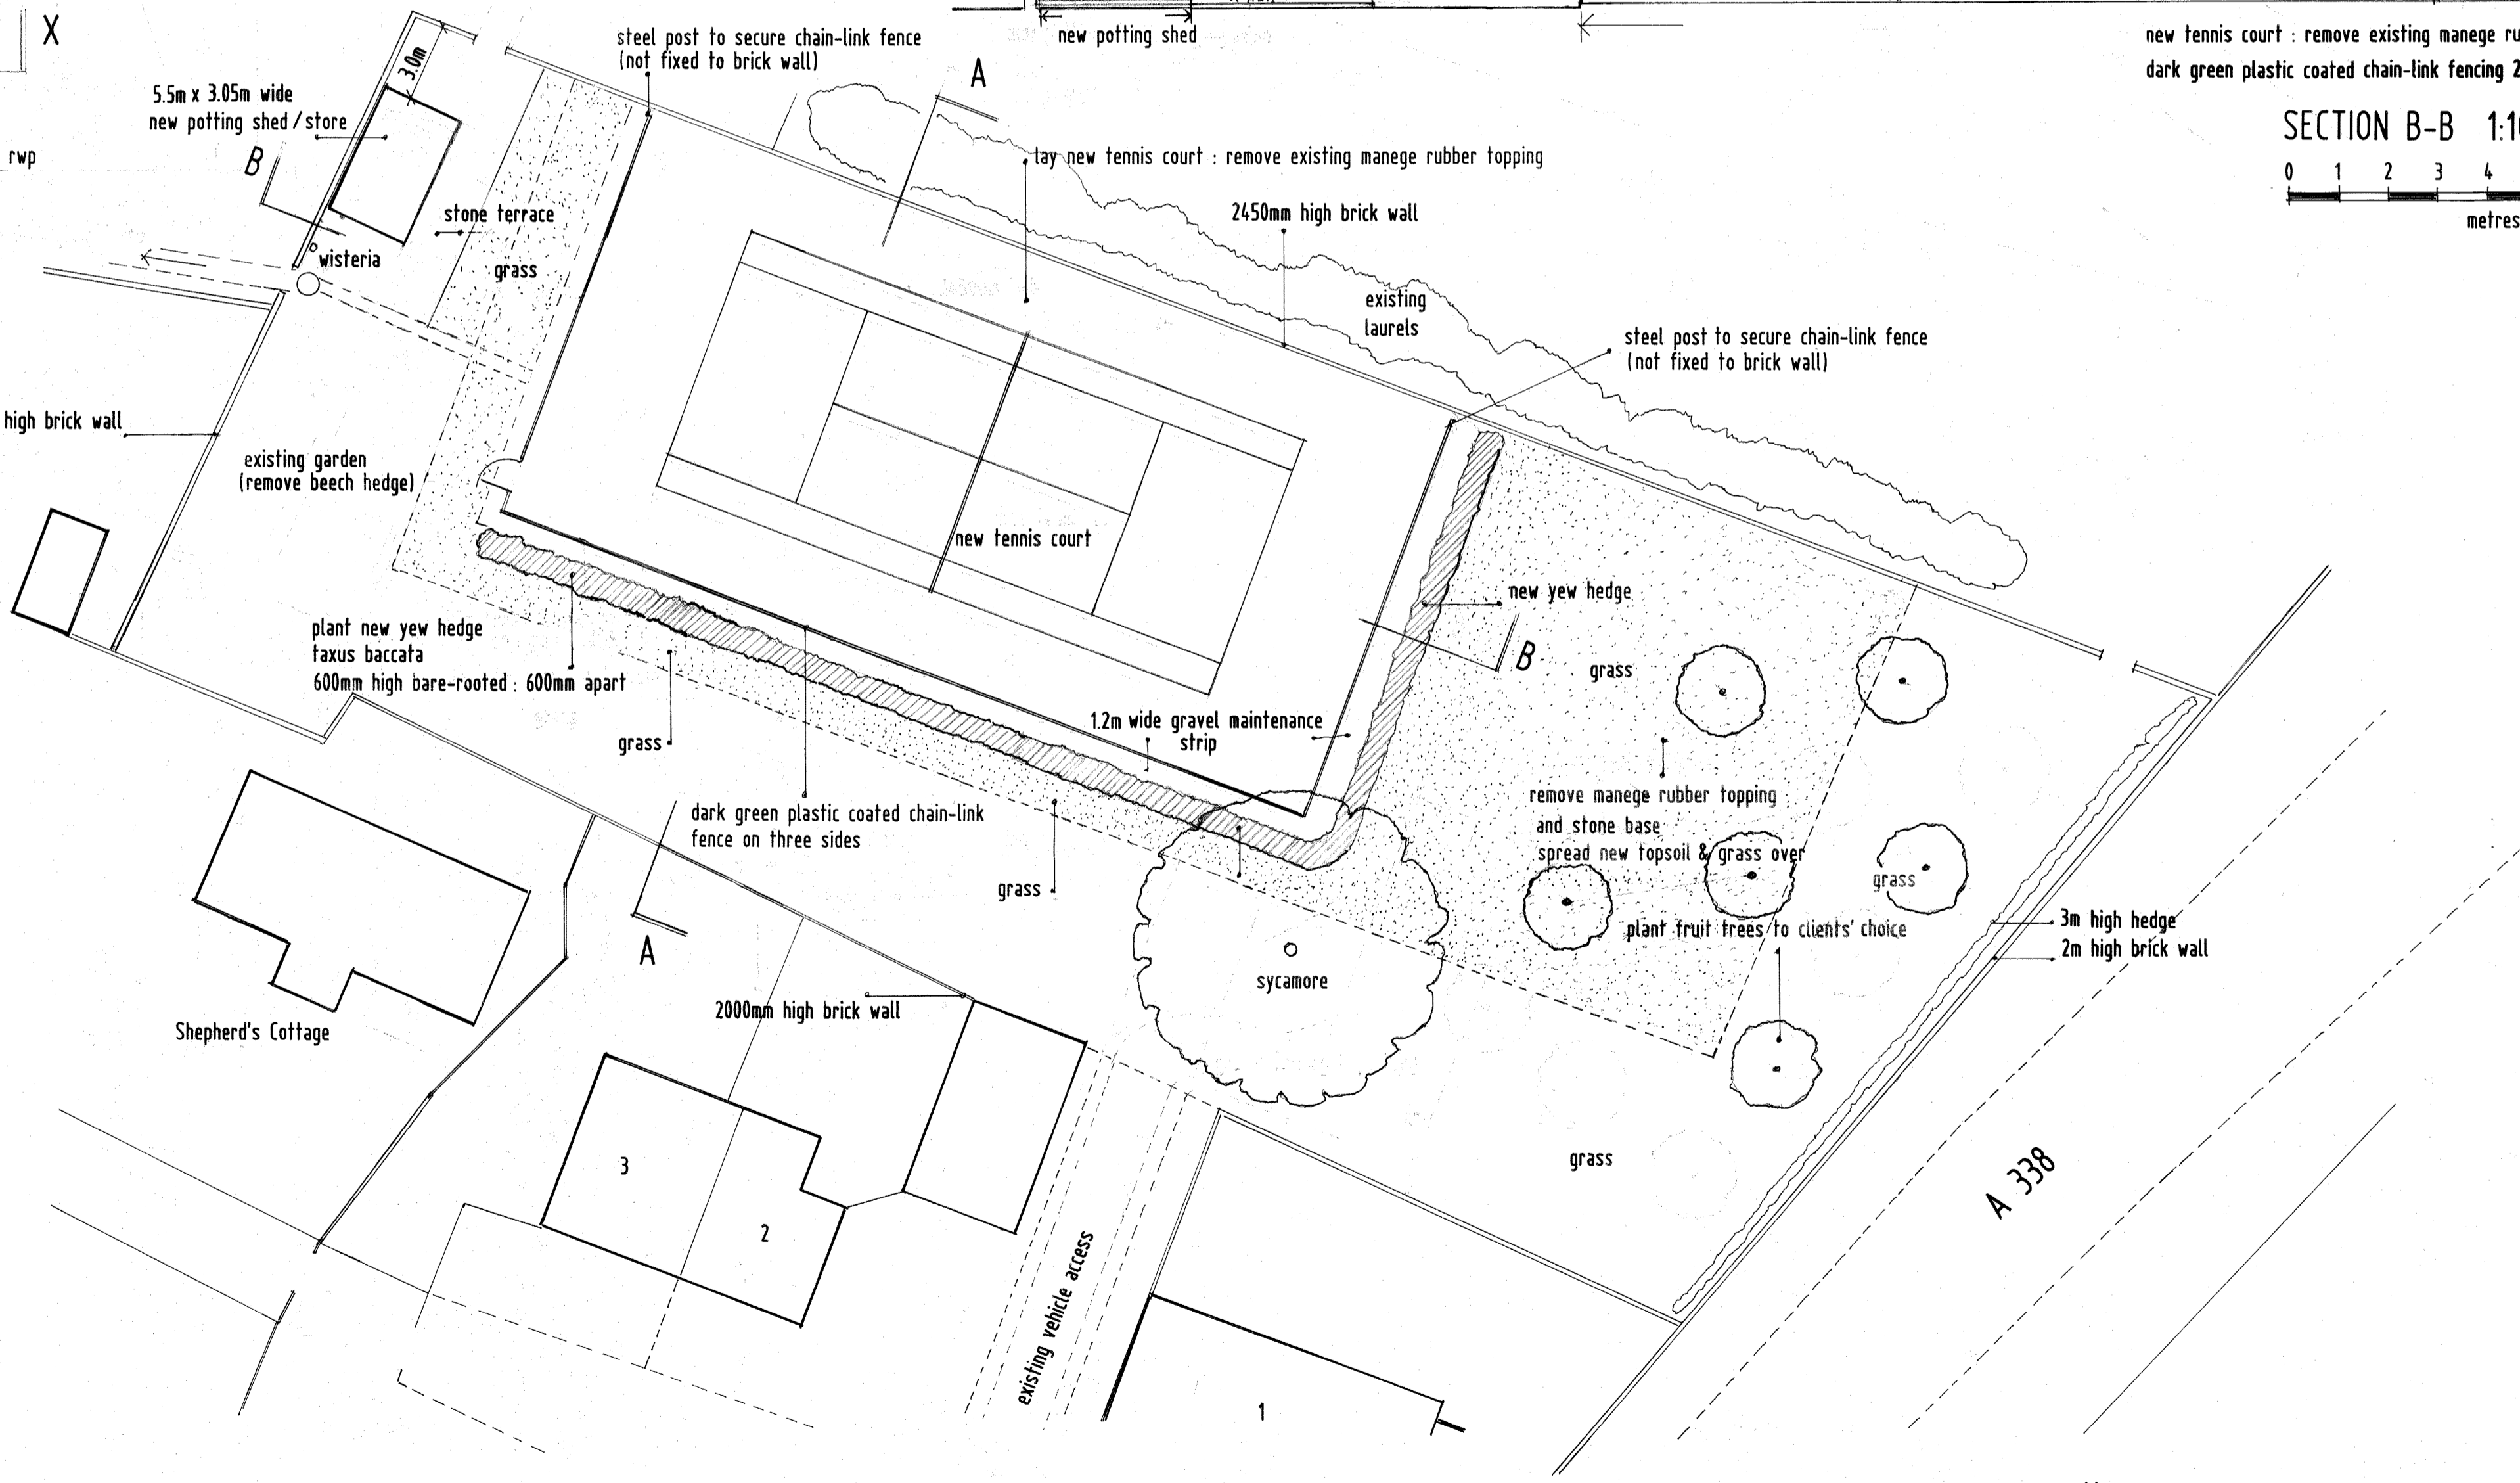 X
new potting shed
new tennis court : remove existing manege
dark green plastic coated chain-link fencing
SECTION B-B
0 1 2 3 4
metres
steel post to secure chain-link fence
(not fixed to brick wall)
A
3.0m
5.5m x 3.05m wide
new potting shed / store
B
rwp
lay new tennis court : remove existing manege rubber topping
2450mm high brick wall
stone terrace
wisteria
grass
existing
laurels
steel post to secure chain-link fence
(not fixed to brick wall)
high brick wall
existing garden
(remove beech hedge)
new tennis court
new yew hedge
B
grass
plant new yew hedge
taxus baccata
600mm high bare-rooted : 600mm apart
grass
1.2m wide gravel maintenance
strip
dark green plastic coated chain-link
fence on three sides
remove manege rubber topping
and stone base
spread new topsoil & grass over
grass
grass
plant fruit trees to clients' choice
3m high hedge
2m high brick wall
A
sycamore
2000mm high brick wall
Shepherd's Cottage
3
2
grass
A 338
existing vehicle access
1